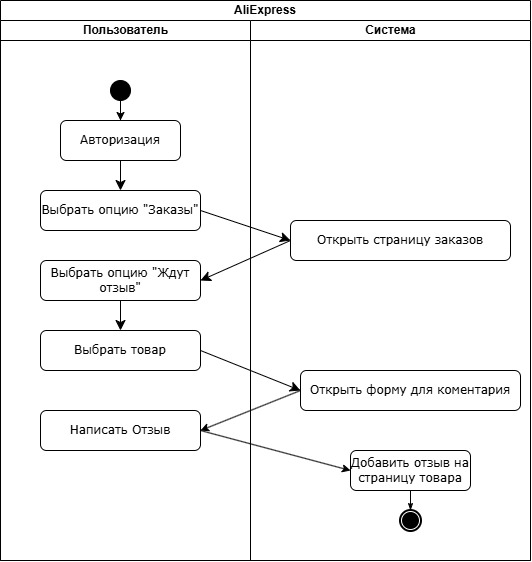 AliExpress
Пользователь
Система
Авторизация
Выбрать опцию "Заказы"
Открыть страницу заказов
Выбрать опцию "Ждут
отзыв"
Выбрать товар
Открыть форму для коментария
Написать Отзыв
Добавить отзыв на
страницу товара